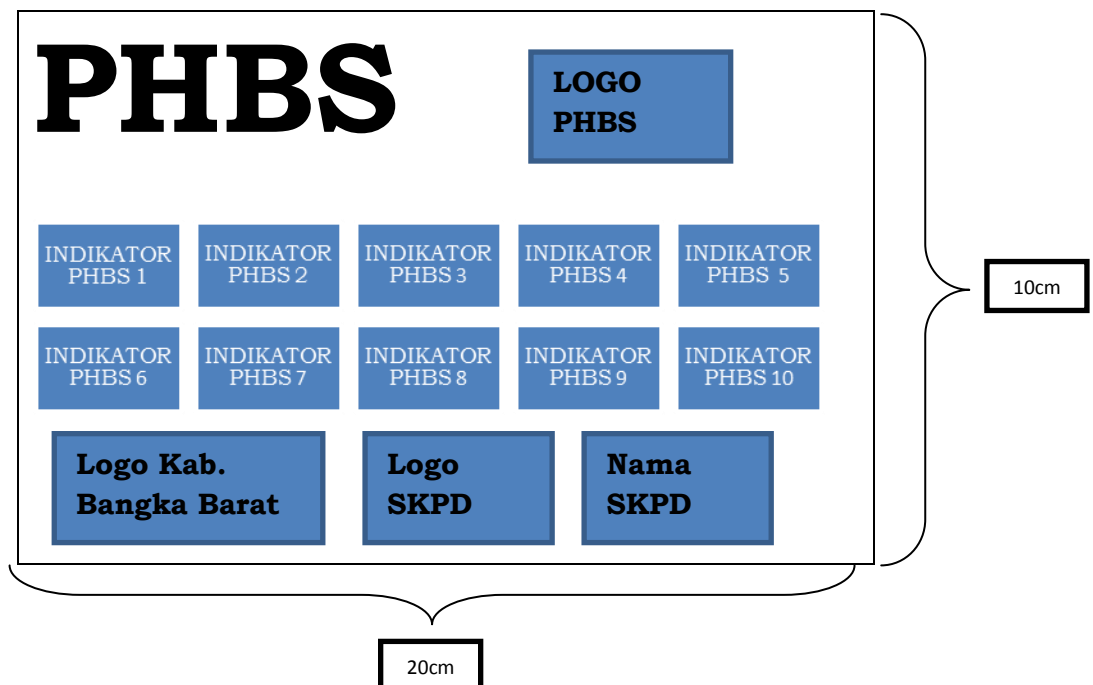 PHBS
LOGO
PHBS
INDIKATOR
PHBS 1
INDIKATOR
PHBS 2
INDIKATOR
PHBS 3
INDIKATOR
PHBS 4
INDIKATOR
PHBS 5
INDIKATOR
PHBS 6
INDIKATOR
PHBS 7
INDIKATOR
PHBS 8
INDIKATOR
PHBS 9
INDIKATOR
PHBS 10
Logo Kab.
Bangka Barat
Logo
SKPD
Nama
SKPD
10cm
20cm